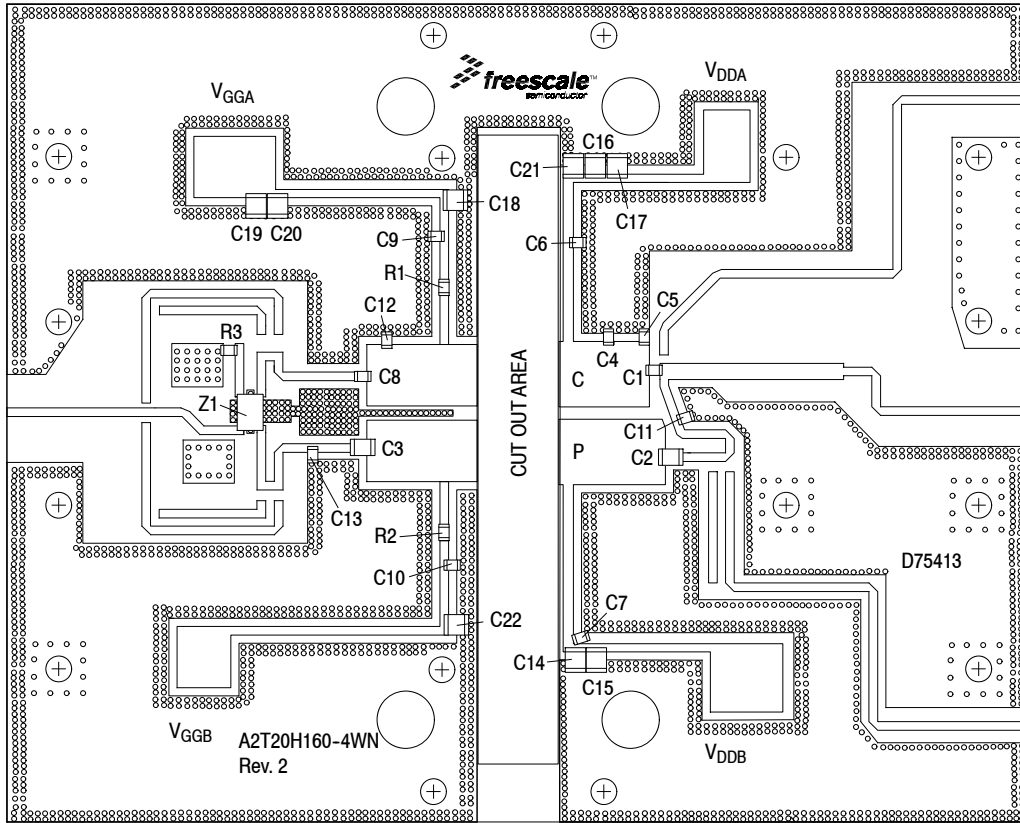 freescale™
semiconductor
VGGA
VDDA
C21
C16
C17
C18
C19
C20
C9
C6
R1
C12
C5
R3
C4
C8
C
C1
Z1
CUT OUT AREA
C11
C3
P
C2
C13
R2
C10
D75413
C22
C7
C14
C15
VGGB
A2T20H160-4WN
Rev. 2
VDDB